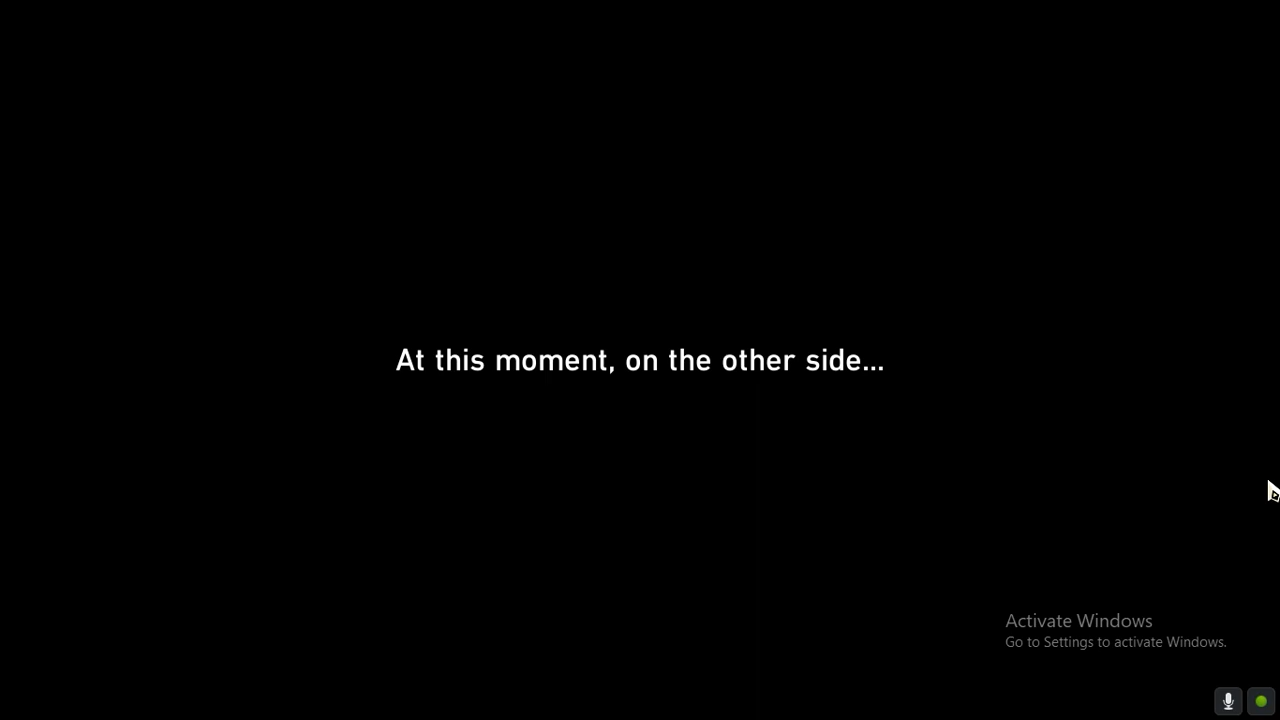 At this moment, on the other side...
Activate Windows
Go to Settings to activate Windows.